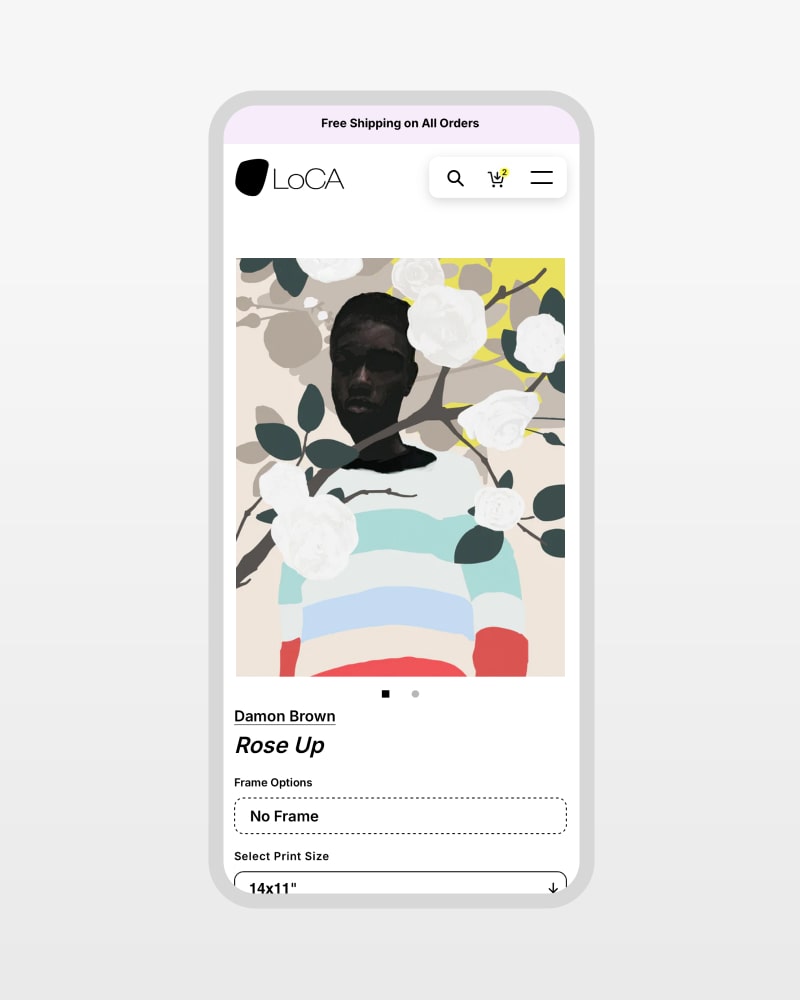 Free Shipping on All Orders
LoCA
2
Damon Brown
Rose Up
Frame Options
No Frame
Select Print Size
14x11"